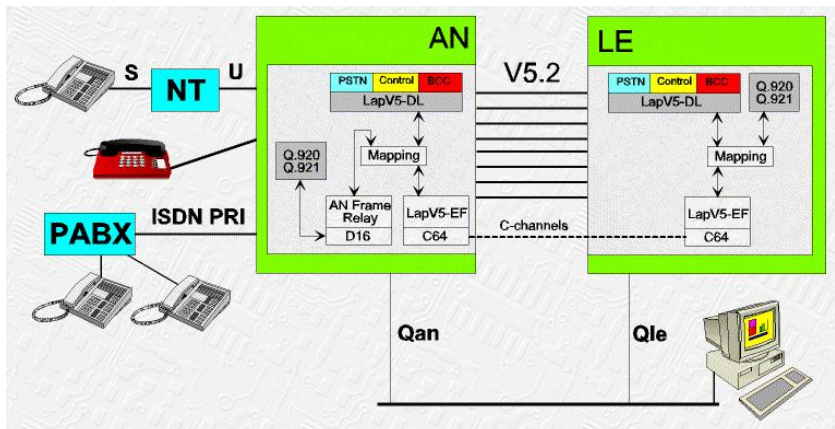 AN
LE
S
U
NT
PSTN Control BCC
LapV5-DL
V5.2
PSTN Control BCC
LapV5-DL
Q.920
Q.921
Mapping
Mapping
Q.920
Q.921
AN Frame
Relay
D16
LapV5-EF
C64
C-channels
LapV5-EF
C64
ISDN PRI
PABX
Qan
Qle